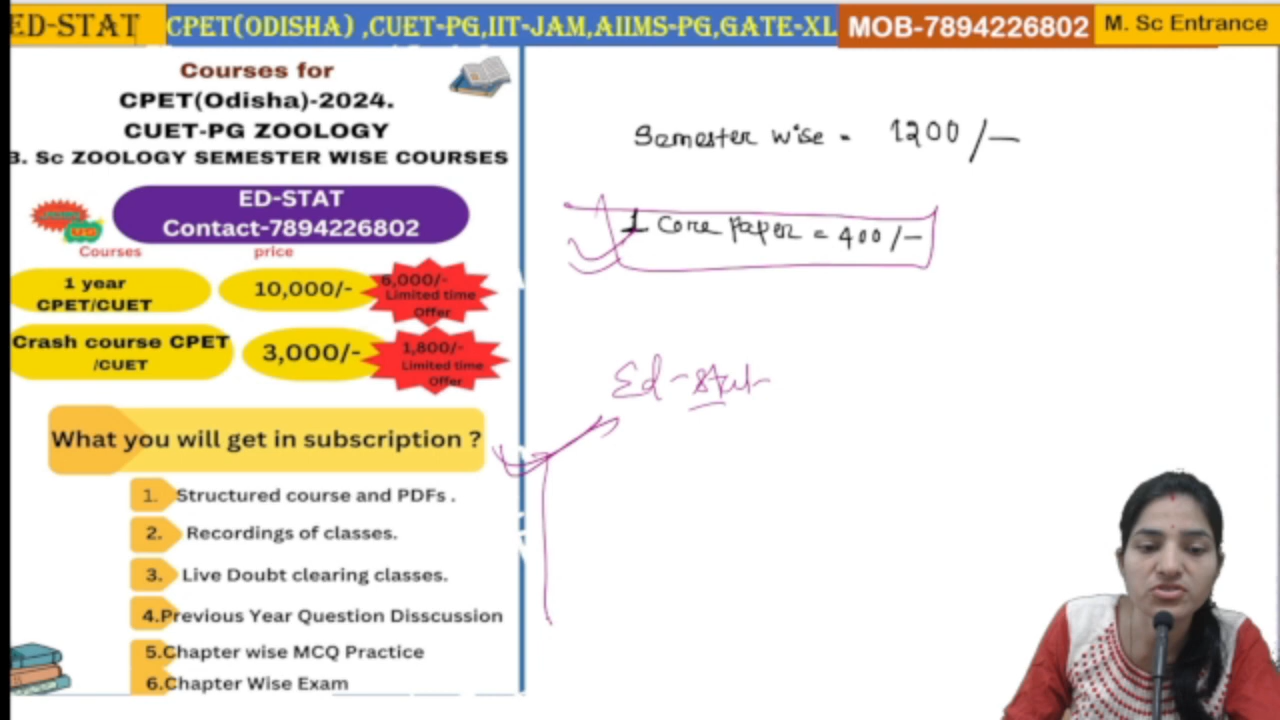 ED-STAT
CPET(ODISHA) ,CUET-PG,IIT-JAM,AIIMS-PG,GATE-XL
MOB-7894226802
M. Sc Entrance
Courses for
CPET(Odisha)-2024.
CUET-PG ZOOLOGY
B. Sc ZOOLOGY SEMESTER WISE COURSES
JOIN US
ED-STAT
Contact-7894226802
Courses price
1 year
CPET/CUET
10,000/-
6,000/-
Limited time
Offer
Crash course CPET
/CUET
3,000/-
1,800/-
Limited time
Offer
What you will get in subscription ?
1. Structured course and PDFs .
2. Recordings of classes.
3. Live Doubt clearing classes.
4.Previous Year Question Disscussion
5.Chapter wise MCQ Practice
6.Chapter Wise Exam
Semester wise = 1200/-
1 Core Paper = 400/-
Ed-stat